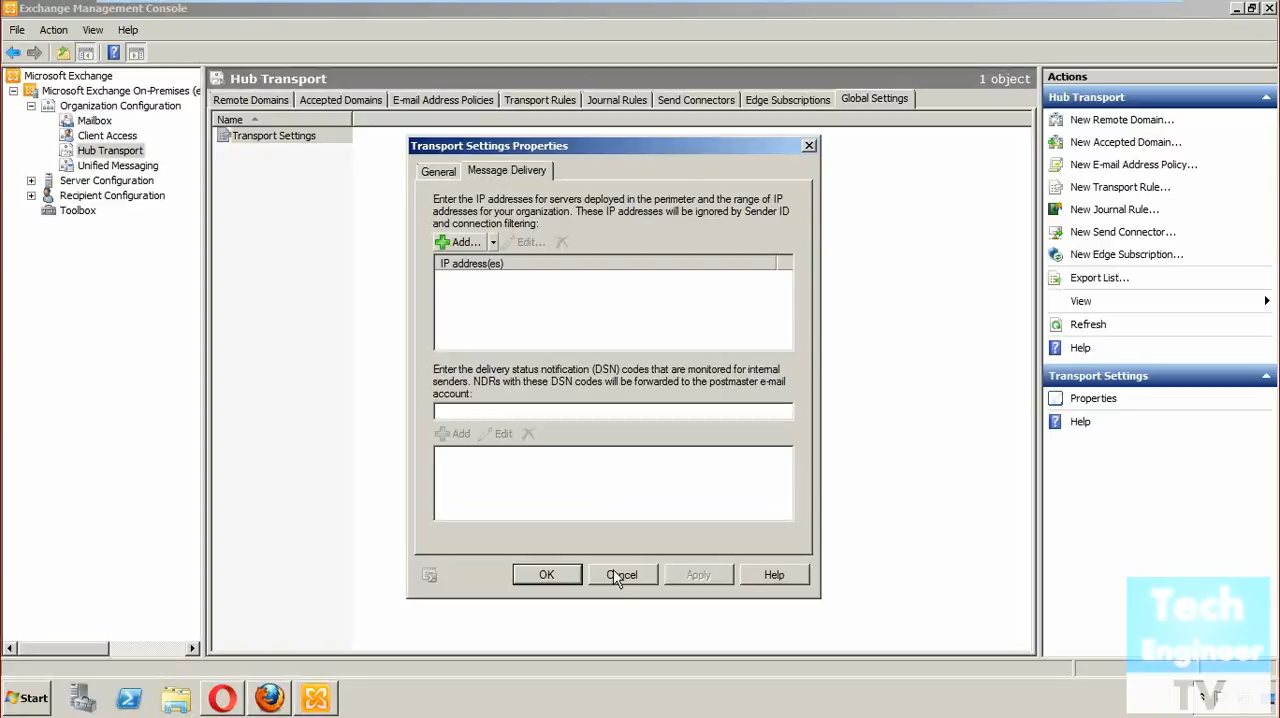 Exchange Management Console
File Action View Help
Microsoft Exchange
Microsoft Exchange On-Premises (e
Organization Configuration
Mailbox
Client Access
Hub Transport
Unified Messaging
Server Configuration
Recipient Configuration
Toolbox
Hub Transport
1 object
Remote Domains Accepted Domains E-mail Address Policies Transport Rules Journal Rules Send Connectors Edge Subscriptions Global Settings
Name
Transport Settings
Transport Settings Properties
General Message Delivery
Enter the IP addresses for servers deployed in the perimeter and the range of IP
addresses for your organization. These IP addresses will be ignored by Sender ID
and connection filtering:
Add... Edit...
IP address(es)
Enter the delivery status notification (DSN) codes that are monitored for internal
senders. NDRs with these DSN codes will be forwarded to the postmaster e-mail
account:
Add Edit
OK Cancel Apply Help
Actions
Hub Transport
New Remote Domain...
New Accepted Domain...
New E-mail Address Policy...
New Transport Rule...
New Journal Rule...
New Send Connector...
New Edge Subscription...
Export List...
View
Refresh
Help
Transport Settings
Properties
Help
Start
Tech
Engineer
TV